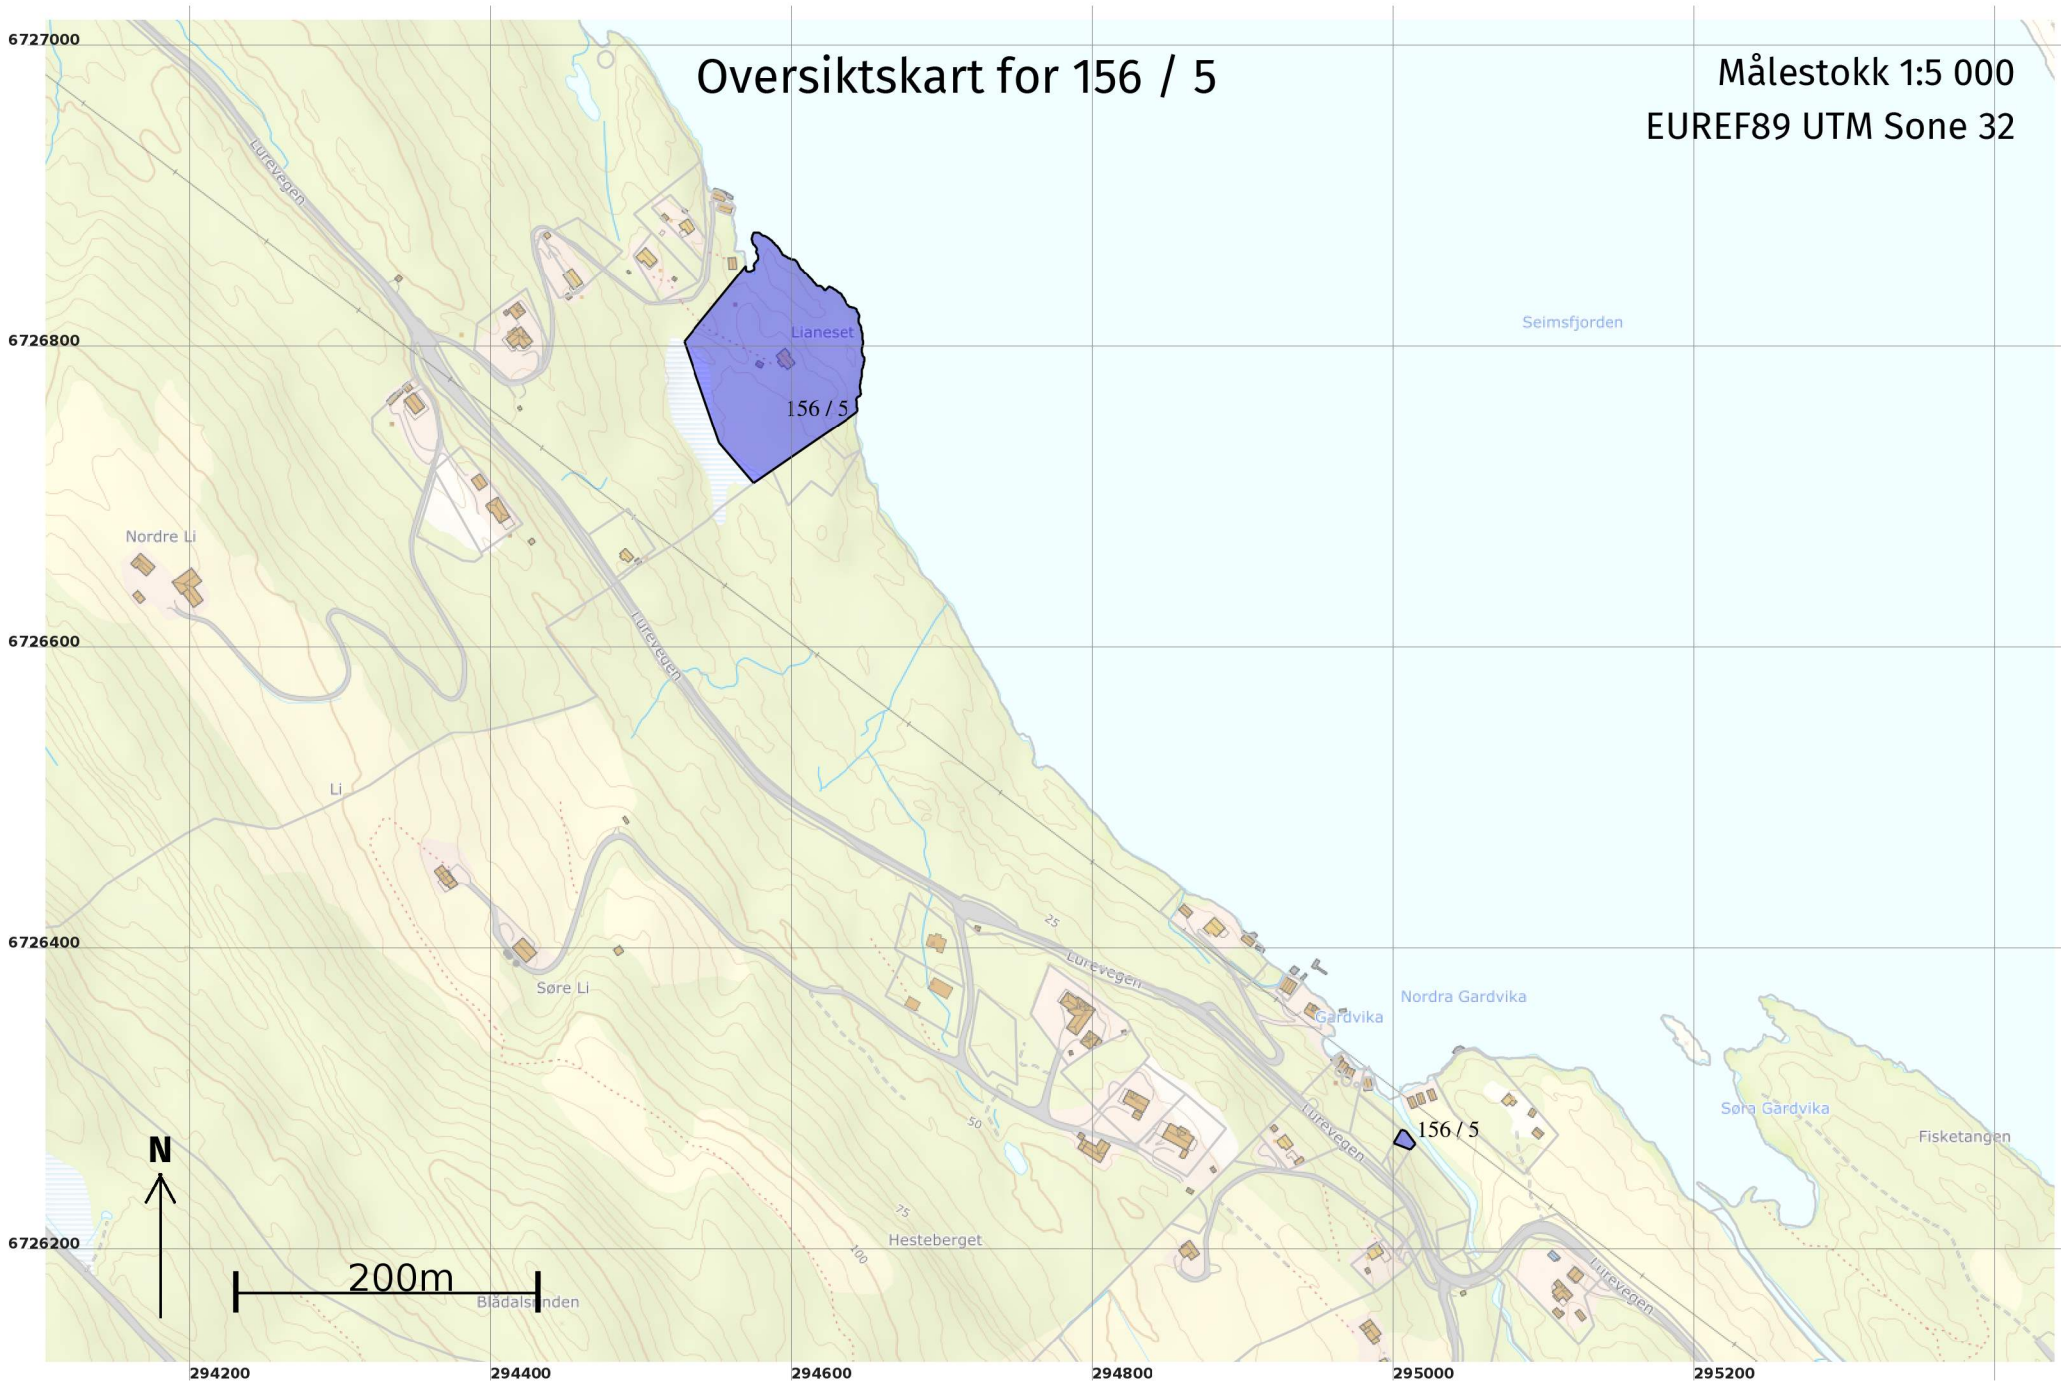 6727000
Oversiktskart for 156 / 5
Målestokk 1:5 000
EUREF89 UTM Sone 32
Lurevegen
Seimsfjorden
Lianeset
6726800
156 / 5
Nordre Li
6726600
Lurevegen
Li
25
6726400
Lurevegen
Søre Li
Nordra Gardvika
Gardvika
Søra Gardvika
50
Lurevegen
156 / 5
Fisketangen
N
75
Hesteberget
100
6726200
200m
Lurevegen
294200
294400
294600
294800
295000
295200